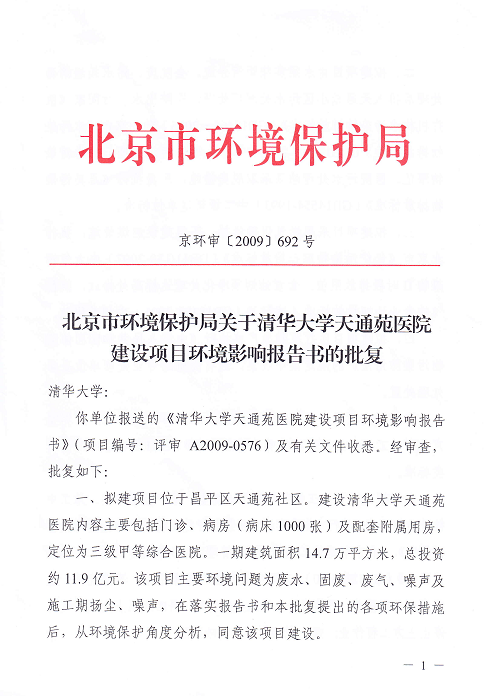 北京市环境保护局
京环审〔2009〕692号
北京市环境保护局关于清华大学天通苑医院
建设项目环境影响报告书的批复
清华大学：
你单位报送的《清华大学天通苑医院建设项目环境影响报告
书》（项目编号：评审 A2009-0576）及有关文件收悉。经审查，
批复如下：
一、拟建项目位于昌平区天通苑社区。建设清华大学天通苑
医院内容主要包括门诊、病房（病床1000张）及配套附属用房，
定位为三级甲等综合医院。一期建筑面积14.7万平方米，总投资
约11.9亿元。该项目主要环境问题为废水、固废、废气、噪声及
施工期扬尘、噪声，在落实报告书和本批复提出的各项环保措施
后，从环境保护角度分析，同意该项目建设。
— 1 —